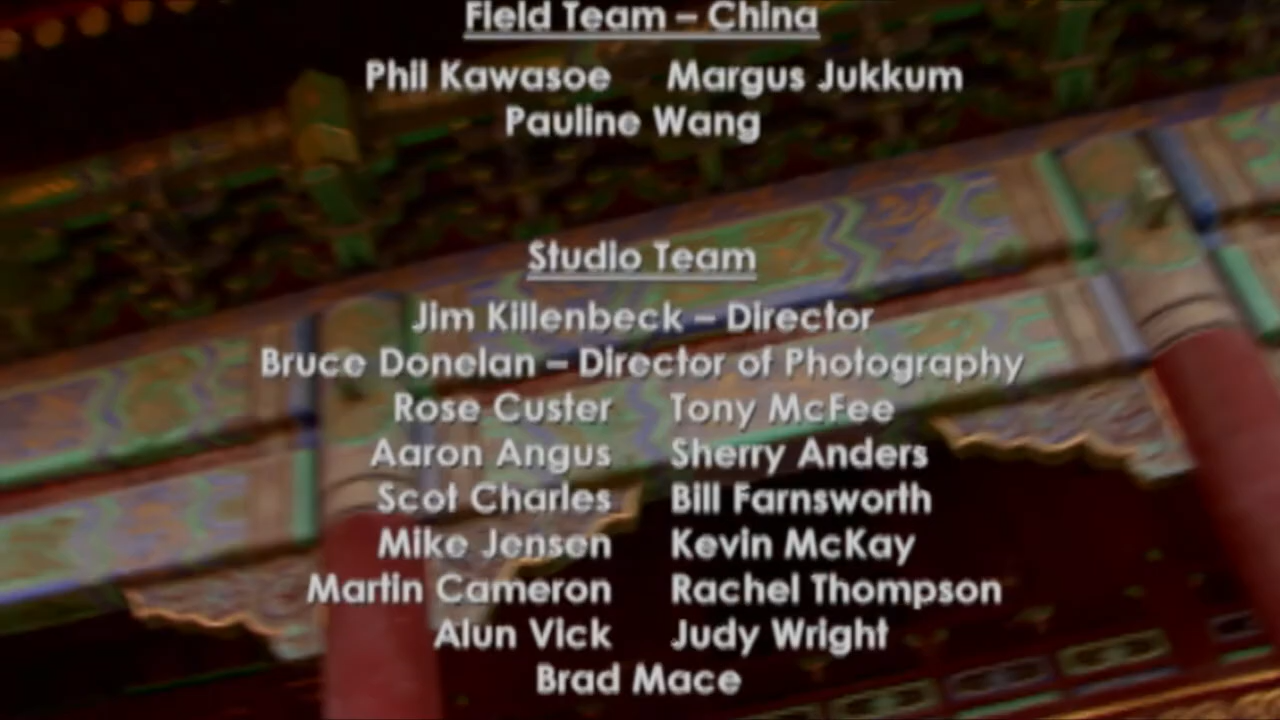 Field Team – China
Phil Kawasoe Margus Jukkum
Pauline Wang
Studio Team
Jim Killenbeck – Director
Bruce Donelan – Director of Photography
Rose Custer Tony McFee
Aaron Angus Sherry Anders
Scot Charles Bill Farnsworth
Mike Jensen Kevin McKay
Martin Cameron Rachel Thompson
Alun Vick Judy Wright
Brad Mace